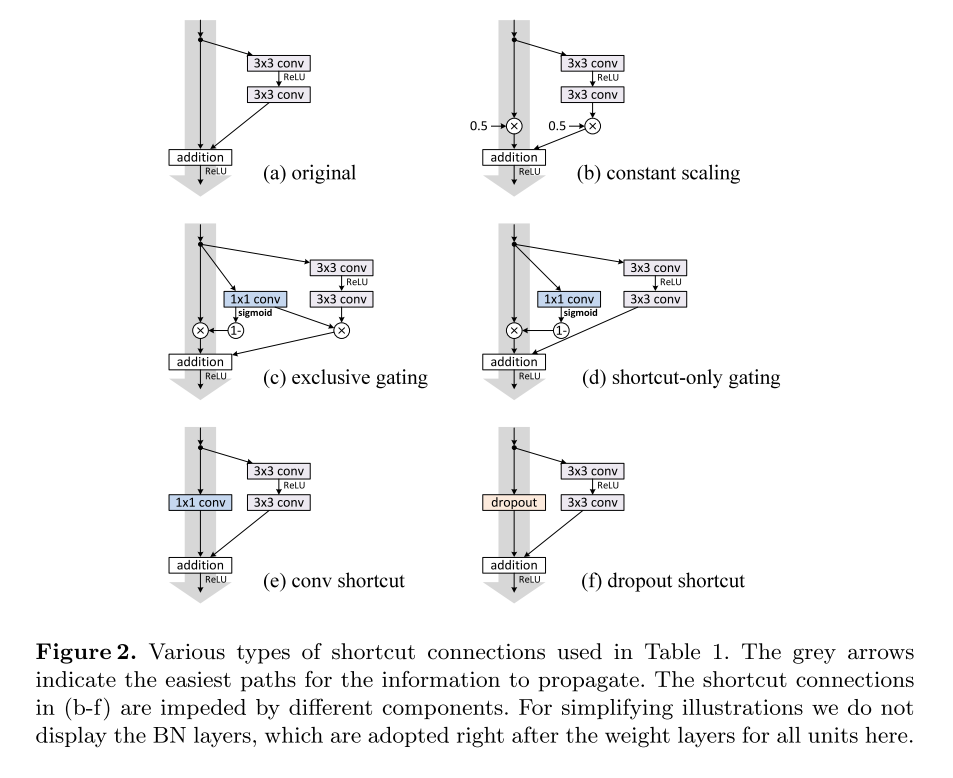 3x3 conv
ReLU
3x3 conv
addition
ReLU
(a) original
3x3 conv
ReLU
3x3 conv
0.5
×
0.5
×
addition
ReLU
(b) constant scaling
3x3 conv
ReLU
1x1 conv
3x3 conv
sigmoid
×
1-
×
addition
ReLU
(c) exclusive gating
3x3 conv
ReLU
1x1 conv
3x3 conv
sigmoid
×
1-
addition
ReLU
(d) shortcut-only gating
3x3 conv
ReLU
1x1 conv
3x3 conv
addition
ReLU
(e) conv shortcut
3x3 conv
ReLU
dropout
3x3 conv
addition
ReLU
(f) dropout shortcut
Figure 2. Various types of shortcut connections used in Table 1. The grey arrows
indicate the easiest paths for the information to propagate. The shortcut connections
in (b-f) are impeded by different components. For simplifying illustrations we do not
display the BN layers, which are adopted right after the weight layers for all units here.